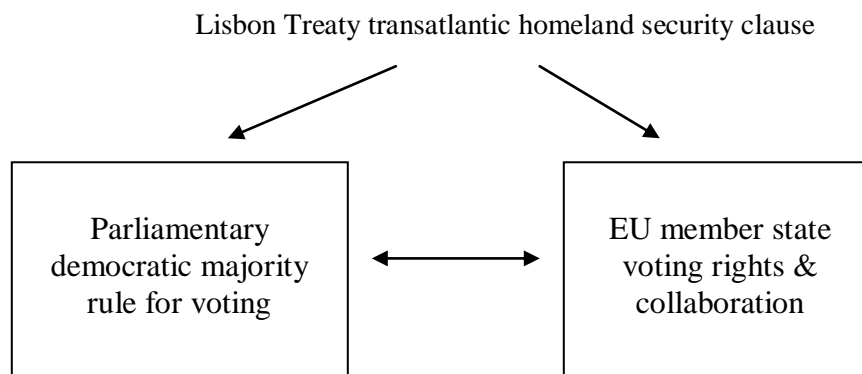 Lisbon Treaty transatlantic homeland security clause
Parliamentary
democratic majority
rule for voting
EU member state
voting rights &
collaboration